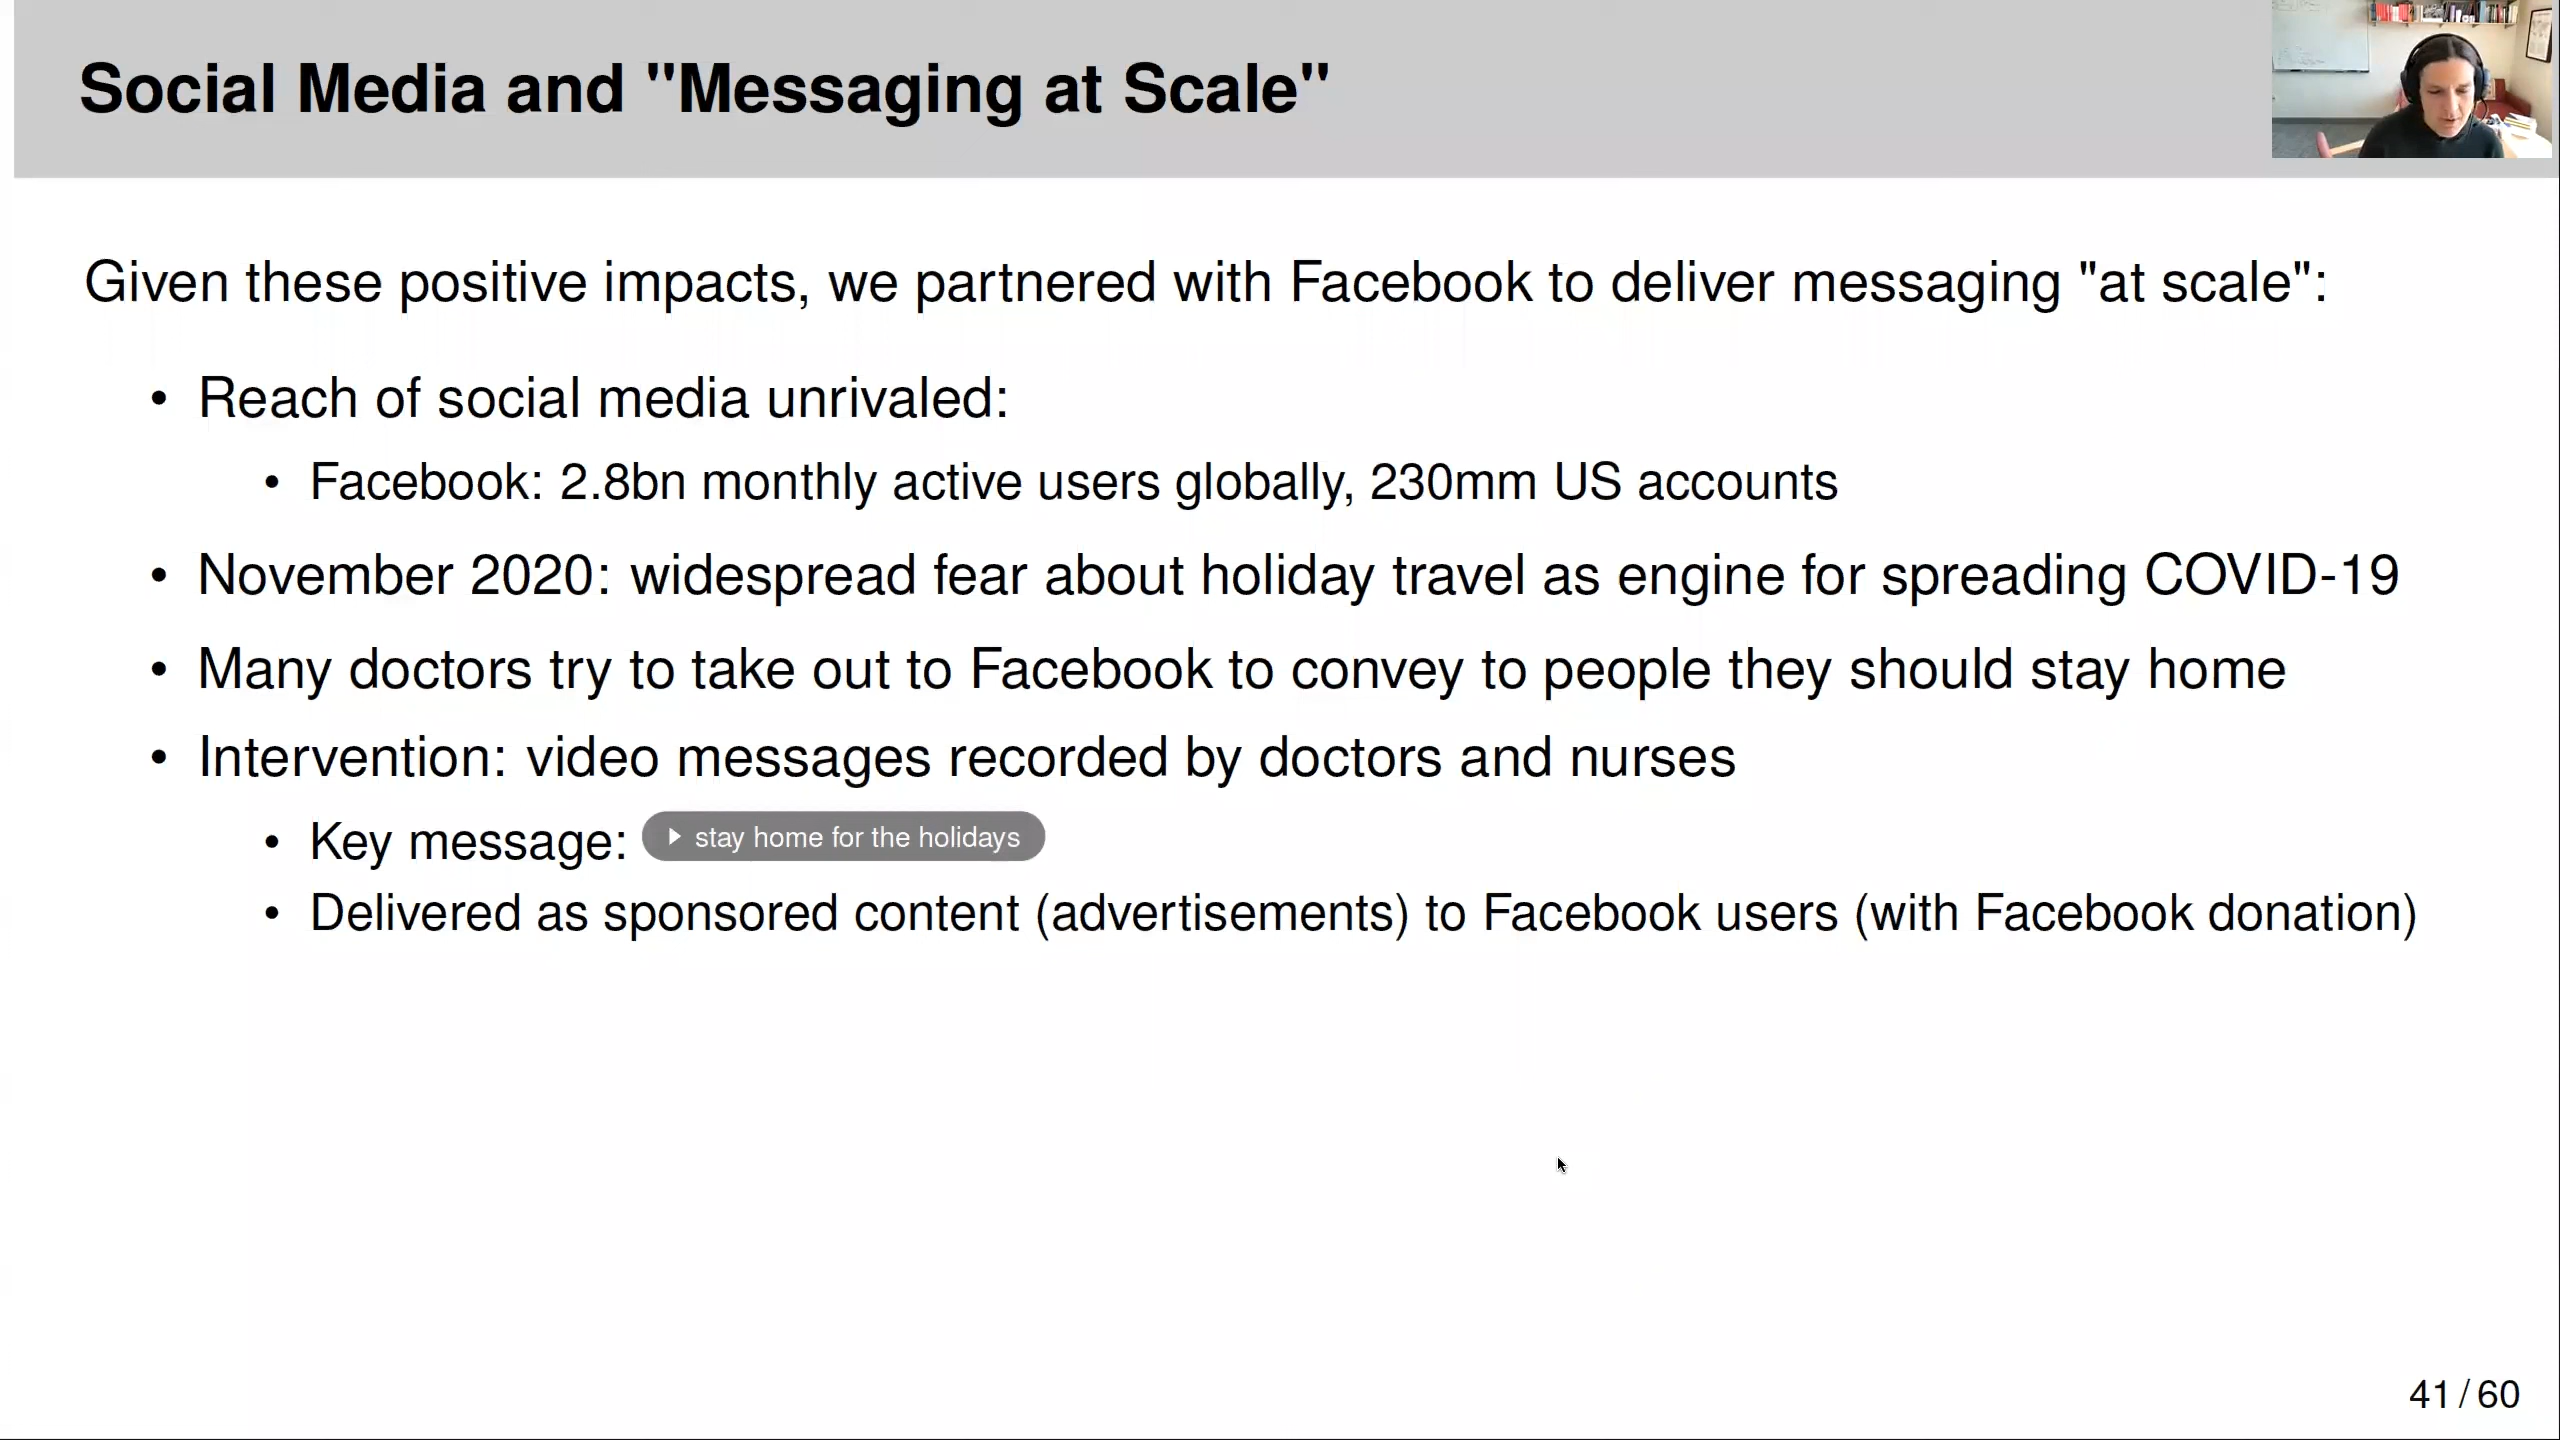 Social Media and "Messaging at Scale"
Given these positive impacts, we partnered with Facebook to deliver messaging "at scale":
• Reach of social media unrivaled:
• Facebook: 2.8bn monthly active users globally, 230mm US accounts
• November 2020: widespread fear about holiday travel as engine for spreading COVID-19
• Many doctors try to take out to Facebook to convey to people they should stay home
• Intervention: video messages recorded by doctors and nurses
• Key message: stay home for the holidays
• Delivered as sponsored content (advertisements) to Facebook users (with Facebook donation)
41 / 60